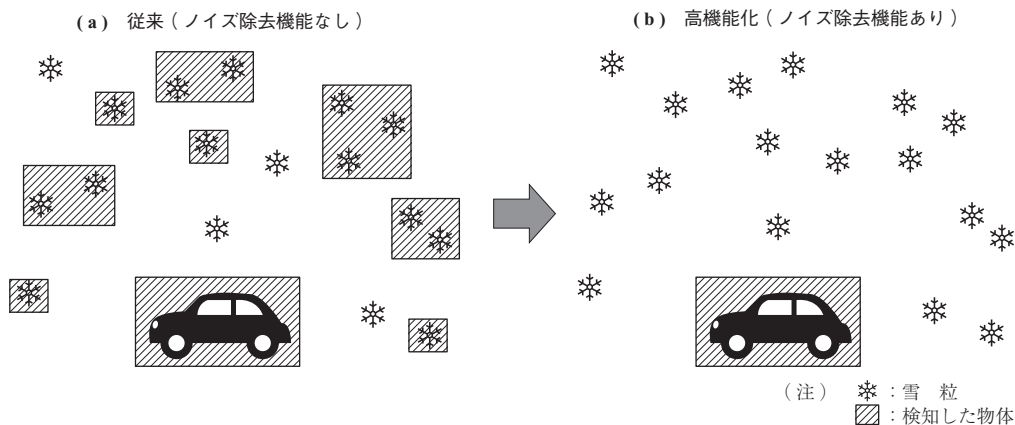 (a) 従来(ノイズ除去機能なし)
(b) 高機能化(ノイズ除去機能あり)
(注) :雪 粒
:検知した物体